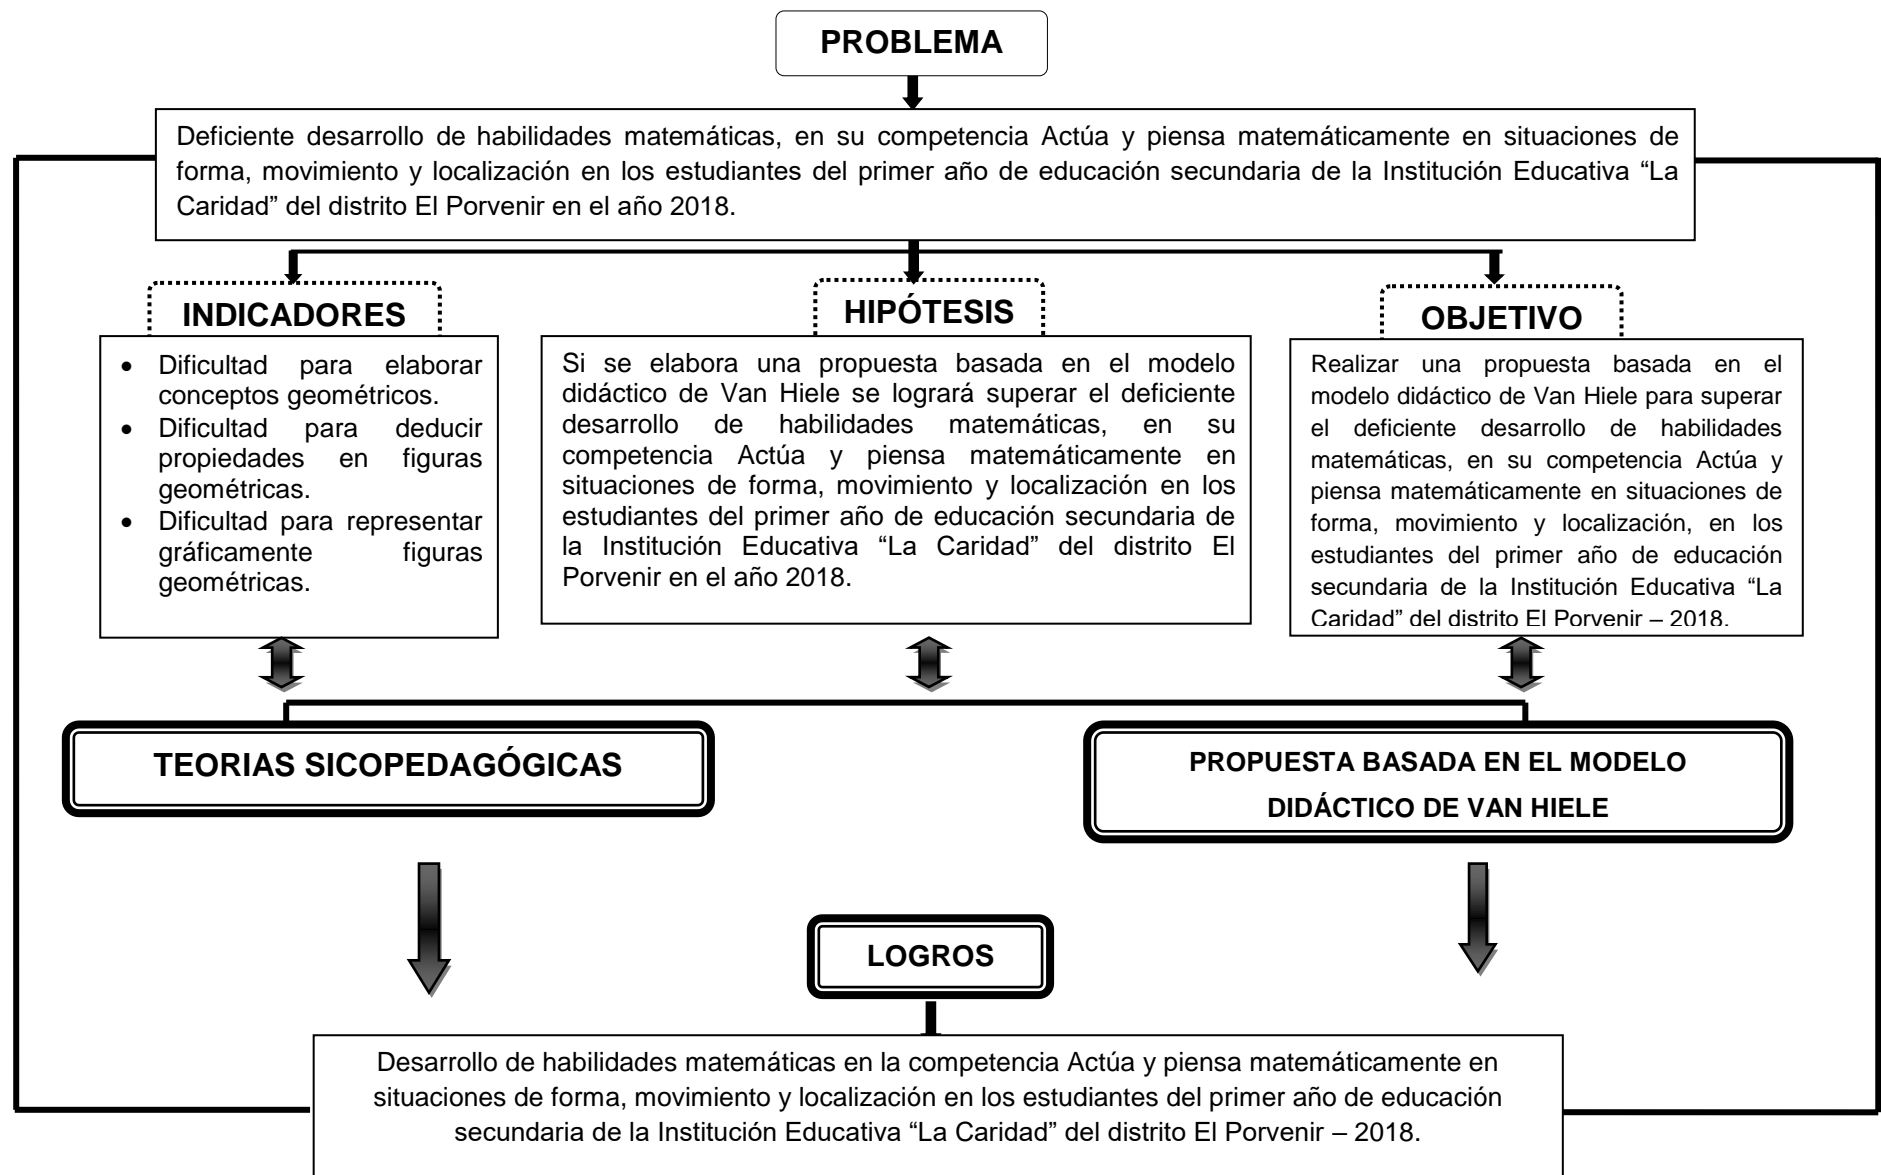 PROBLEMA
Deficiente desarrollo de habilidades matemáticas, en su competencia Actúa y piensa matemáticamente en situaciones de
forma, movimiento y localización en los estudiantes del primer año de educación secundaria de la Institución Educativa “La
Caridad” del distrito El Porvenir en el año 2018.
INDICADORES
• Dificultad para elaborar
conceptos geométricos.
• Dificultad para deducir
propiedades en figuras
geométricas.
• Dificultad para representar
gráficamente figuras
geométricas.
HIPÓTESIS
Si se elabora una propuesta basada en el modelo
didáctico de Van Hiele se logrará superar el deficiente
desarrollo de habilidades matemáticas, en su
competencia Actúa y piensa matemáticamente en
situaciones de forma, movimiento y localización en los
estudiantes del primer año de educación secundaria de
la Institución Educativa “La Caridad” del distrito El
Porvenir en el año 2018.
OBJETIVO
Realizar una propuesta basada en el
modelo didáctico de Van Hiele para superar
el deficiente desarrollo de habilidades
matemáticas, en su competencia Actúa y
piensa matemáticamente en situaciones de
forma, movimiento y localización, en los
estudiantes del primer año de educación
secundaria de la Institución Educativa “La
Caridad” del distrito El Porvenir – 2018.
TEORIAS SICOPEDAGÓGICAS
PROPUESTA BASADA EN EL MODELO
DIDÁCTICO DE VAN HIELE
LOGROS
Desarrollo de habilidades matemáticas en la competencia Actúa y piensa matemáticamente en
situaciones de forma, movimiento y localización en los estudiantes del primer año de educación
secundaria de la Institución Educativa “La Caridad” del distrito El Porvenir – 2018.